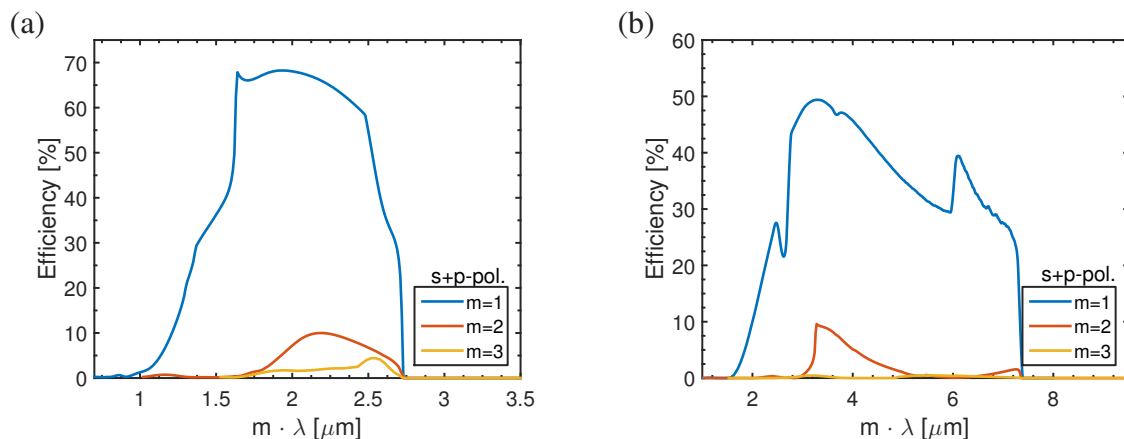 (a)
70
60
50
40
30
20
10
0
Efficiency [%]
1
1.5
2
2.5
3
3.5
m · λ [μm]
s+p-pol.
m=1
m=2
m=3
(b)
60
50
40
30
20
10
0
Efficiency [%]
2
4
6
8
m · λ [μm]
s+p-pol.
m=1
m=2
m=3